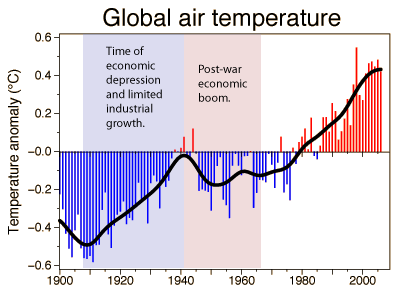 Global air temperature
Temperature anomaly (°C)
0.6
0.4
0.2
−0.0
−0.2
−0.4
−0.6
Time of
economic
depression
and limited
industrial
growth.
Post-war
economic
boom.
1900
1920
1940
1960
1980
2000